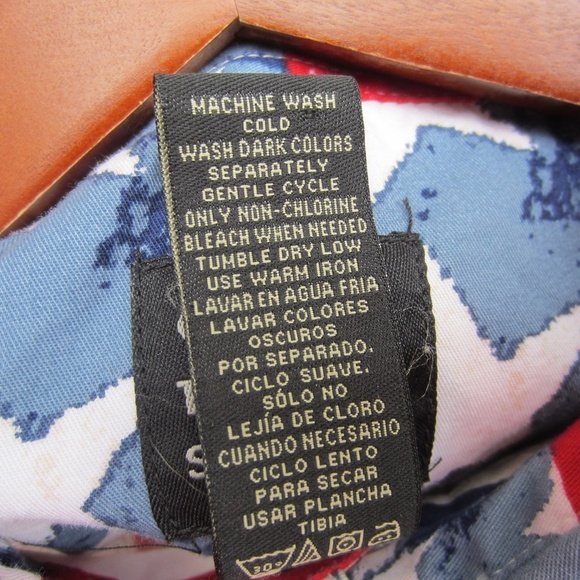 MACHINE WASH
COLD
WASH DARK COLORS
SEPARATELY
GENTLE CYCLE
ONLY NON-CHLORINE
BLEACH WHEN NEEDED
TUMBLE DRY LOW
USE WARM IRON
LAVAR EN AGUA FRIA
LAVAR COLORES
OSCUROS
POR SEPARADO,
CICLO SUAVE,
SÓLO NO
LEJÍA DE CLORO
CUANDO NECESARIO
CICLO LENTO
PARA SECAR
USAR PLANCHA
TIBIA
30°